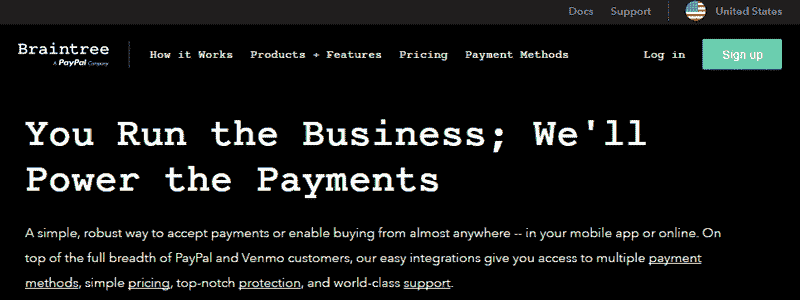 Docs Support United States
Braintree
A PayPal Company
How it Works Products + Features Pricing Payment Methods Log in Sign up
You Run the Business; We'll
Power the Payments
A simple, robust way to accept payments or enable buying from almost anywhere -- in your mobile app or online. On
top of the full breadth of PayPal and Venmo customers, our easy integrations give you access to multiple payment
methods, simple pricing, top-notch protection, and world-class support.